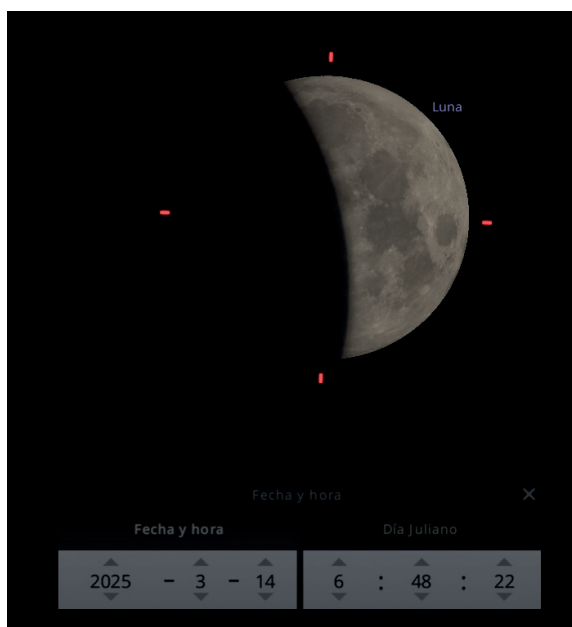 Luna
Fecha y hora ×
Fecha y hora Día Juliano
2025 - 3 - 14 6 : 48 : 22